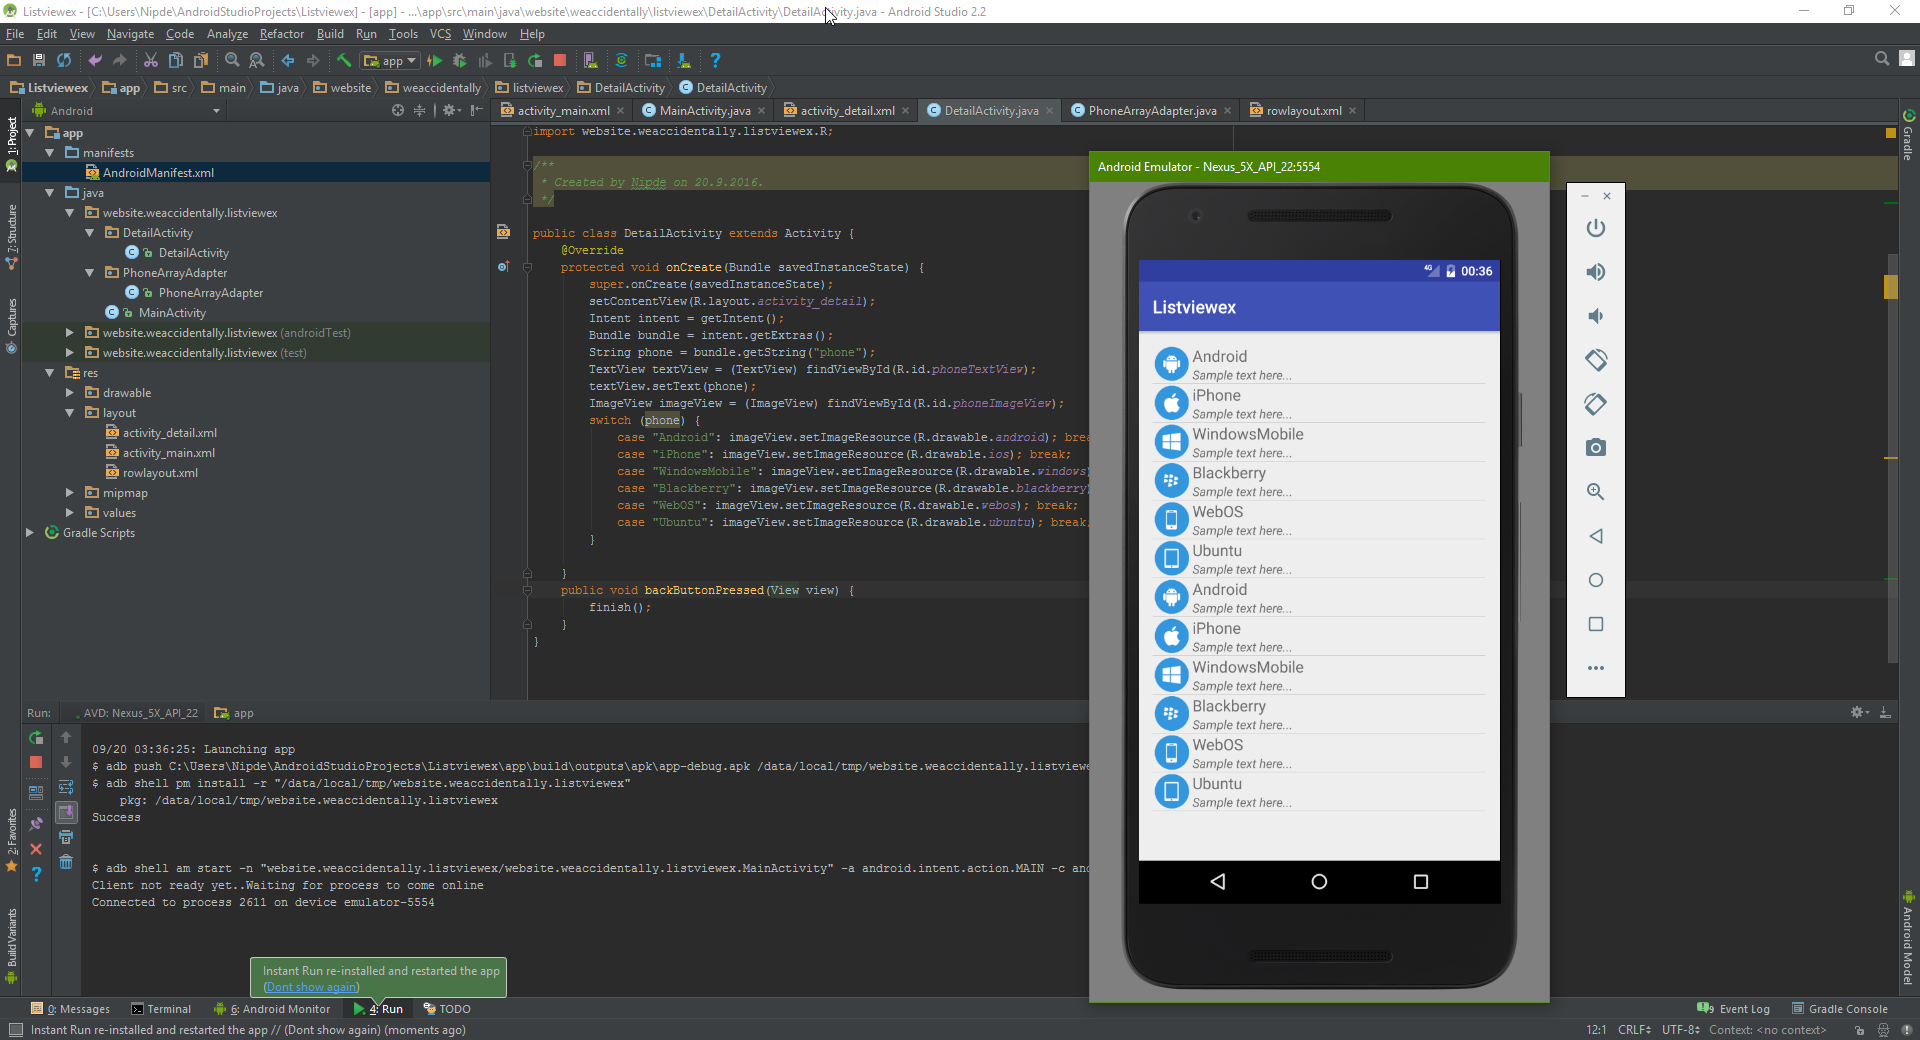 Listviewex - [C:\Users\Nipde\AndroidStudioProjects\Listviewex] - [app] - ...\app\src\main\java\website\weaccidentally\listviewex\DetailActivity\DetailActivity.java - Android Studio 2.2
File Edit View Navigate Code Analyze Refactor Build Run Tools VCS Window Help
app
Listviewex app src main java website weaccidentally listviewex DetailActivity DetailActivity
Android
activity_main.xml MainActivity.java activity_detail.xml DetailActivity.java PhoneArrayAdapter.java rowlayout.xml
1: Project
7: Structure
Captures
2: Favorites
Build Variants
app
manifests
AndroidManifest.xml
java
website.weaccidentally.listviewex
DetailActivity
DetailActivity
PhoneArrayAdapter
PhoneArrayAdapter
MainActivity
website.weaccidentally.listviewex (androidTest)
website.weaccidentally.listviewex (test)
res
drawable
layout
activity_detail.xml
activity_main.xml
rowlayout.xml
mipmap
values
Gradle Scripts
import website.weaccidentally.listviewex.R;
/**
* Created by Nipde on 20.9.2016.
*/
public class DetailActivity extends Activity {
@Override
protected void onCreate(Bundle savedInstanceState) {
super.onCreate(savedInstanceState);
setContentView(R.layout.activity_detail);
Intent intent = getIntent();
Bundle bundle = intent.getExtras();
String phone = bundle.getString("phone");
TextView textView = (TextView) findViewById(R.id.phoneTextView);
textView.setText(phone);
ImageView imageView = (ImageView) findViewById(R.id.phoneImageView);
switch (phone) {
case "Android": imageView.setImageResource(R.drawable.android); brea
case "iPhone": imageView.setImageResource(R.drawable.ios); break;
case "WindowsMobile": imageView.setImageResource(R.drawable.windows)
case "Blackberry": imageView.setImageResource(R.drawable.blackberry)
case "WebOS": imageView.setImageResource(R.drawable.webos); break;
case "Ubuntu": imageView.setImageResource(R.drawable.ubuntu); break;
}
}
public void backButtonPressed(View view) {
finish();
}
}
Android Emulator - Nexus_5X_API_22:5554
4G 00:36
Listviewex
Android
Sample text here...
iPhone
Sample text here...
WindowsMobile
Sample text here...
Blackberry
Sample text here...
WebOS
Sample text here...
Ubuntu
Sample text here...
Android
Sample text here...
iPhone
Sample text here...
WindowsMobile
Sample text here...
Blackberry
Sample text here...
WebOS
Sample text here...
Ubuntu
Sample text here...
Gradle
Android Model
Run: AVD: Nexus_5X_API_22 app
09/20 03:36:25: Launching app
$ adb push C:\Users\Nipde\AndroidStudioProjects\Listviewex\app\build\outputs\apk\app-debug.apk /data/local/tmp/website.weaccidentally.listviewe
$ adb shell pm install -r "/data/local/tmp/website.weaccidentally.listviewex"
pkg: /data/local/tmp/website.weaccidentally.listviewex
Success
$ adb shell am start -n "website.weaccidentally.listviewex/website.weaccidentally.listviewex.MainActivity" -a android.intent.action.MAIN -c and
Client not ready yet..Waiting for process to come online
Connected to process 2611 on device emulator-5554
Instant Run re-installed and restarted the app
(Dont show again)
0: Messages Terminal 6: Android Monitor 4: Run TODO Event Log Gradle Console
Instant Run re-installed and restarted the app // (Dont show again) (moments ago) 12:1 CRLF UTF-8 Context: <no context>